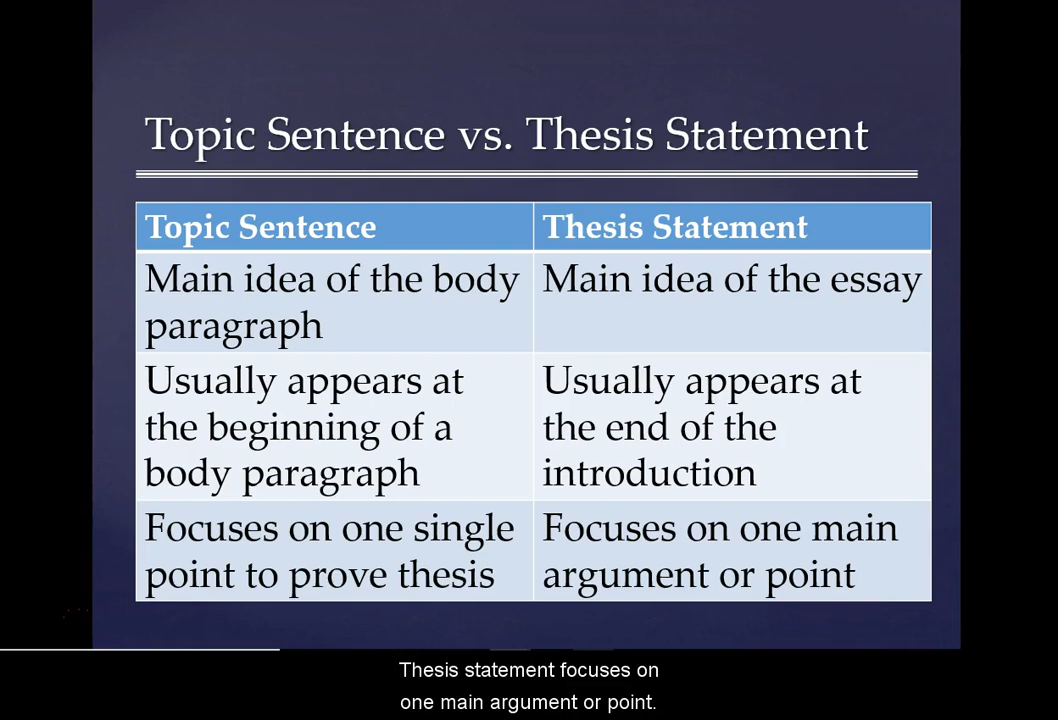 Topic Sentence vs. Thesis Statement
Topic Sentence
Thesis Statement
Main idea of the body
paragraph
Main idea of the essay
Usually appears at
the beginning of a
body paragraph
Usually appears at
the end of the
introduction
Focuses on one single
point to prove thesis
Focuses on one main
argument or point
Thesis statement focuses on
one main argument or point.